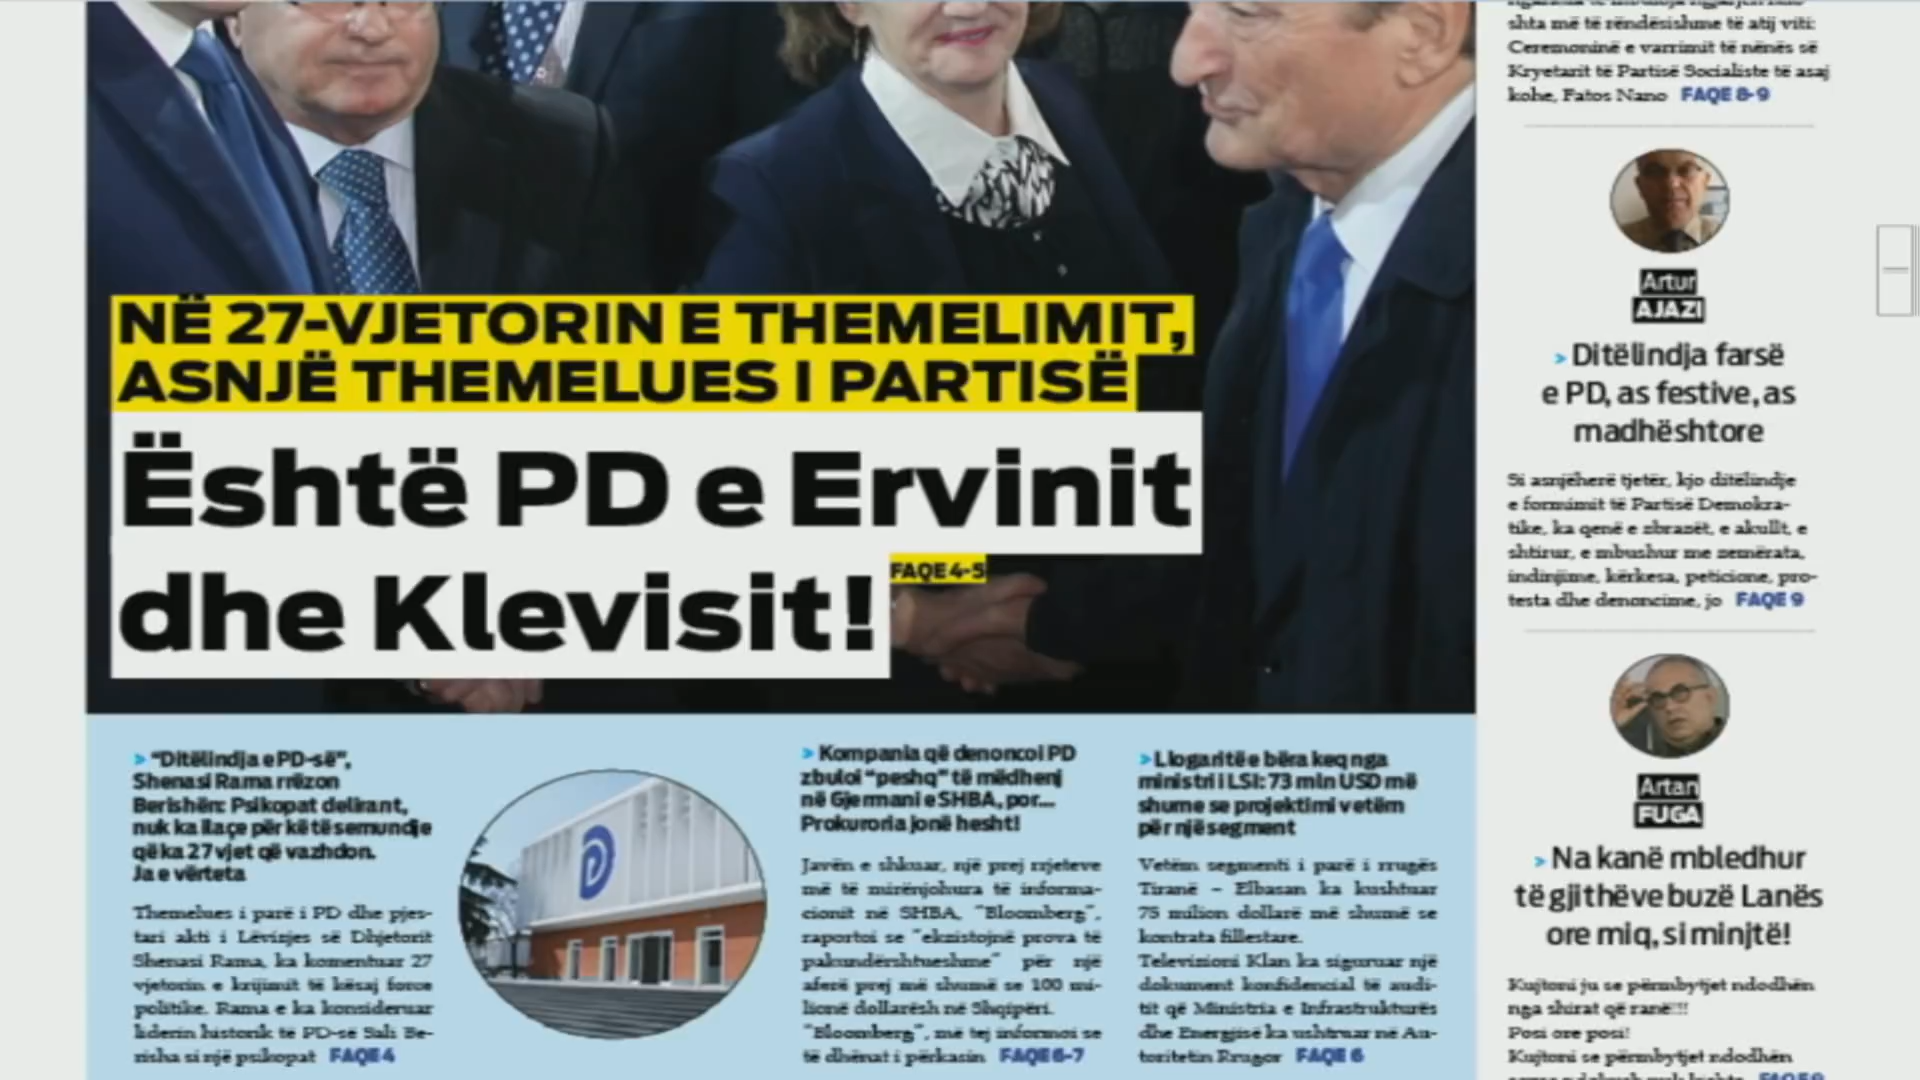 shta më të rëndësishme të atij viti:
Ceremoninë e varrimit të nënës së
Kryetarit të Partisë Socialiste të asaj
kohe, Fatos Nano FAQE 8-9
NË 27-VJETORIN E THEMELIMIT,
ASNJË THEMELUES I PARTISË
Është PD e Ervinit
dhe Klevisit!
FAQE 4-5
Artur
AJAZI
> Ditëlindja farsë
e PD, as festive, as
madhështore
Si asnjëherë tjetër, kjo ditëlindje
e formimit të Partisë Demokra-
tike, ka qenë e zbrazët, e akullt, e
shtirur, e mbushur me zemërata,
indinjime, kërkesa, peticione, pro-
testa dhe denoncime, jo FAQE 9
Artan
FUGA
> Na kanë mbledhur
të gjithëve buzë Lanës
ore miq, si minjtë!
Kujtoni ju se përmbytjet ndodhën
nga shirat që ranë!!!
Posi ore posi!
Kujtoni se përmbytjet ndodhën
> "Ditëlindja e PD-së",
Shenasi Rama rrëzon
Berishën: Psikopat delirant,
nuk ka ilaçe për këtë semundje
që ka 27 vjet që vazhdon.
Ja e vërteta
Themelues i parë i PD dhe pjes-
tari akti i Lëvizjes së Dhjetorit
Shenasi Rama, ka komentuar 27
vjetorin e krijimit të kësaj force
politike. Rama e ka konsideruar
liderin historik të PD-së Sali Be-
risha si një psikopat FAQE 4
> Kompania që denoncoi PD
zbuloi "peshq" të mëdhenj
në Gjermani e SHBA, por...
Prokuroria jonë hesht!
Javën e shkuar, një prej rrjeteve
më të mirënjohura të informa-
cionit në SHBA, "Bloomberg",
raportoi se "ekzistojnë prova të
pakundërshtueshme" për një
aferë prej më shumë se 100 mi-
lionë dollarësh në Shqipëri.
"Bloomberg", më tej informoi se
të dhënat i përkasin FAQE 6-7
> Llogaritë e bëra keq nga
ministri i LSI: 73 mln USD më
shume se projektimi vetëm
për një segment
Vetëm segmenti i parë i rrugës
Tiranë – Elbasan ka kushtuar
75 milion dollarë më shumë se
kontrata fillestare.
Televizioni Klan ka siguruar një
dokument konfidencial të audi-
tit që Ministria e Infrastrukturës
dhe Energjisë ka ushtruar në Au-
toritetin Rrugor FAQE 6